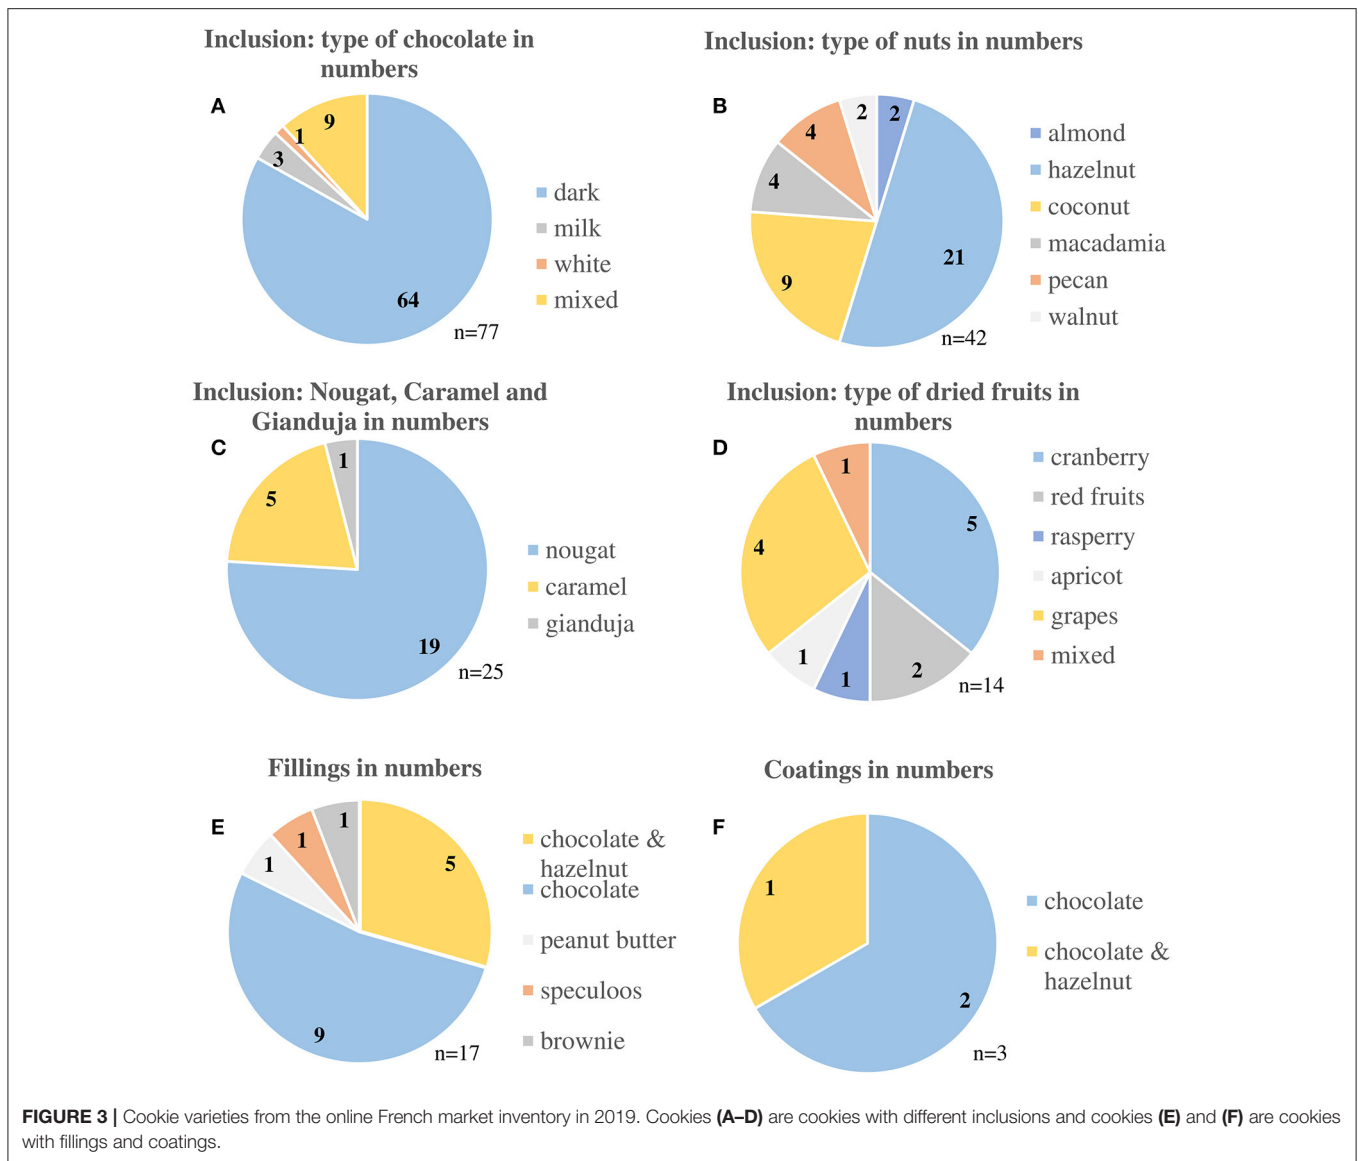 Inclusion: type of chocolate in
numbers
A
9
1
3
64
dark
milk
white
mixed
n=77
Inclusion: type of nuts in numbers
B
2
2
4
4
21
9
almond
hazelnut
coconut
macadamia
pecan
walnut
n=42
Inclusion: Nougat, Caramel and
Gianduja in numbers
C
1
5
19
nougat
caramel
gianduja
n=25
Inclusion: type of dried fruits in
numbers
D
1
5
4
1
1
2
cranberry
red fruits
rasperry
apricot
grapes
mixed
n=14
Fillings in numbers
E
1
1
1
5
9
chocolate &
hazelnut
chocolate
peanut butter
speculoos
brownie
n=17
Coatings in numbers
F
1
2
chocolate
chocolate &
hazelnut
n=3
FIGURE 3 | Cookie varieties from the online French market inventory in 2019. Cookies (A–D) are cookies with different inclusions and cookies (E) and (F) are cookies
with fillings and coatings.